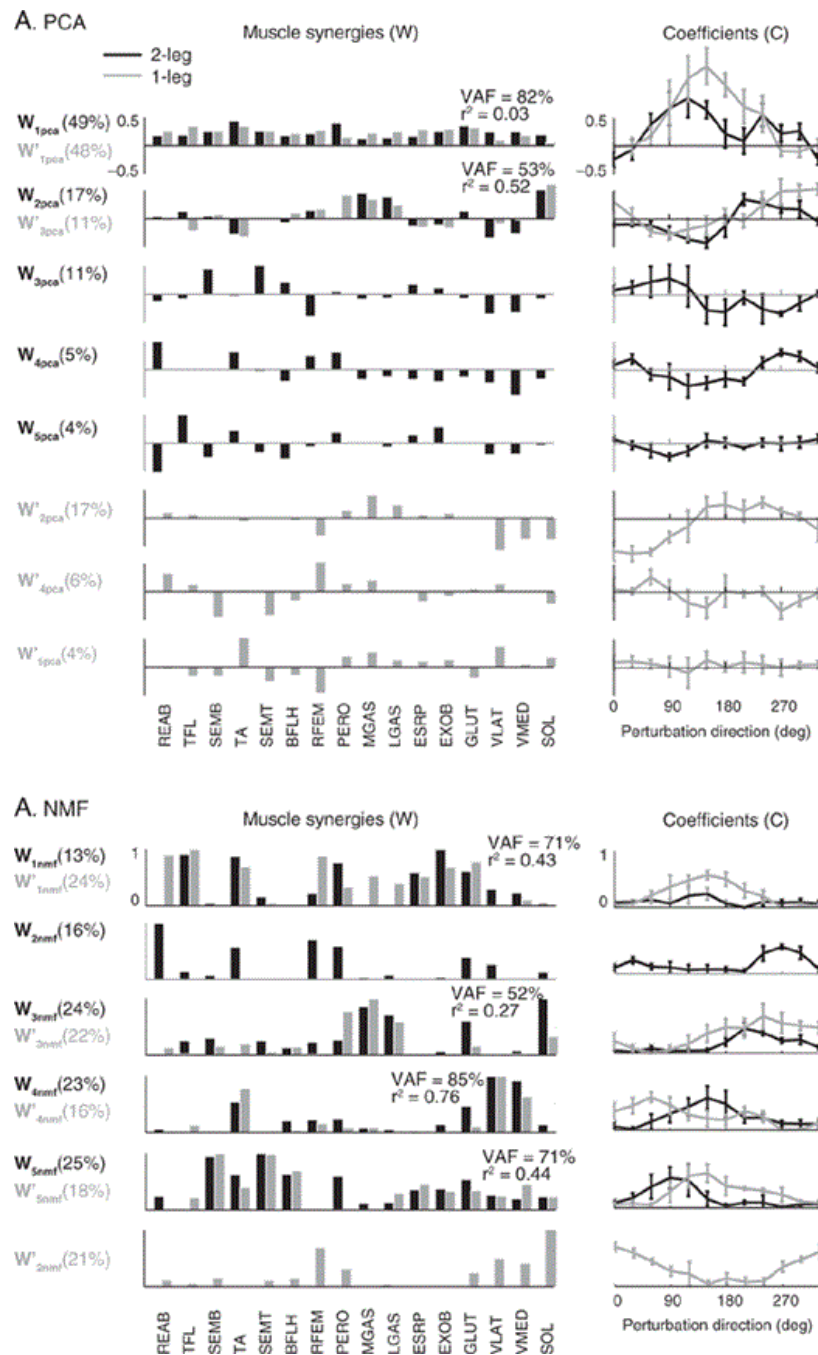 A. PCA
Muscle synergies (W)
Coefficients (C)
2-leg
1-leg
VAF = 82%
r² = 0.03
W1pca(49%)
W'1pca(48%)
0.5
−0.5
0.5
−0.5
VAF = 53%
r² = 0.52
W2pca(17%)
W'3pca(11%)
W3pca(11%)
W4pca(5%)
W5pca(4%)
W'2pca(17%)
W'4pca(6%)
W'5pca(4%)
REAB
TFL
SEMB
TA
SEMT
BFLH
RFEM
PERO
MGAS
LGAS
ESRP
EXOB
GLUT
VLAT
VMED
SOL
0 90 180 270
Perturbation direction (deg)
A. NMF
Muscle synergies (W)
Coefficients (C)
W1nmf(13%)
W'1nmf(24%)
1
0
VAF = 71%
r² = 0.43
1
0
W2nmf(16%)
W3nmf(24%)
W'3nmf(22%)
VAF = 52%
r² = 0.27
W4nmf(23%)
W'4nmf(16%)
VAF = 85%
r² = 0.76
W5nmf(25%)
W'5nmf(18%)
VAF = 71%
r² = 0.44
W'2nmf(21%)
REAB
TFL
SEMB
TA
SEMT
BFLH
RFEM
PERO
MGAS
LGAS
ESRP
EXOB
GLUT
VLAT
VMED
SOL
0 90 180 270
Perturbation direction (deg)